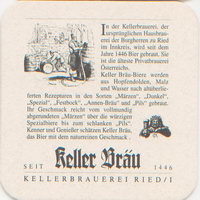 In der Kellerbrauerei, der
ursprünglichen Hausbrau-
erei der Burgherren zu Ried
im Innkreis, wird seit dem
Jahre 1446 Bier gebraut. Sie
ist die älteste Privatbrauerei
Österreichs.
Keller Bräu-Biere werden
aus Hopfendolden, Malz
und Wasser nach altüberlie-
ferten Rezepturen in den Sorten „Märzen", „Dunkel",
„Spezial", „Festbock", „Annen-Bräu" und „Pils" gebraut.
Ihr Geschmack reicht vom vollmundig
abgerundeten „Märzen" über die würzigen
Spezialbiere bis zum schlanken „Pils".
Kenner und Genießer schätzen Keller Bräu,
das Bier mit dem naturreinen Geschmack.
Keller Bräu
SEIT 1446
KELLERBRAUEREI RIED/I